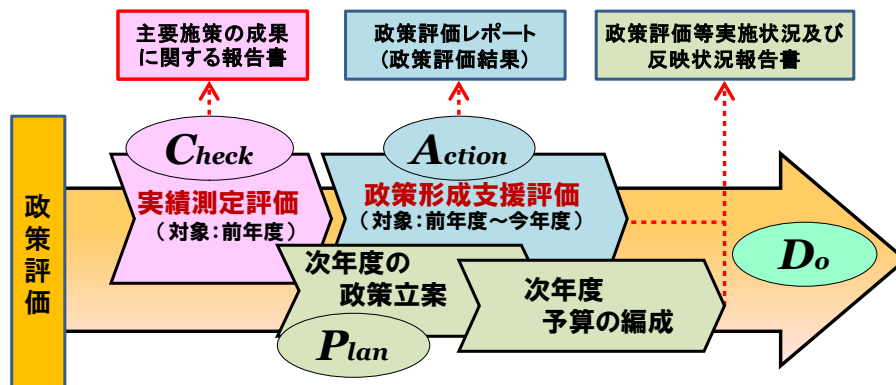 主要施策の成果
に関する報告書
政策評価レポート
（政策評価結果）
政策評価等実施状況及び
反映状況報告書
政策評価
Check
実績測定評価
（対象：前年度）
Action
政策形成支援評価
（対象：前年度～今年度）
次年度の
政策立案
Plan
次年度
予算の編成
Do